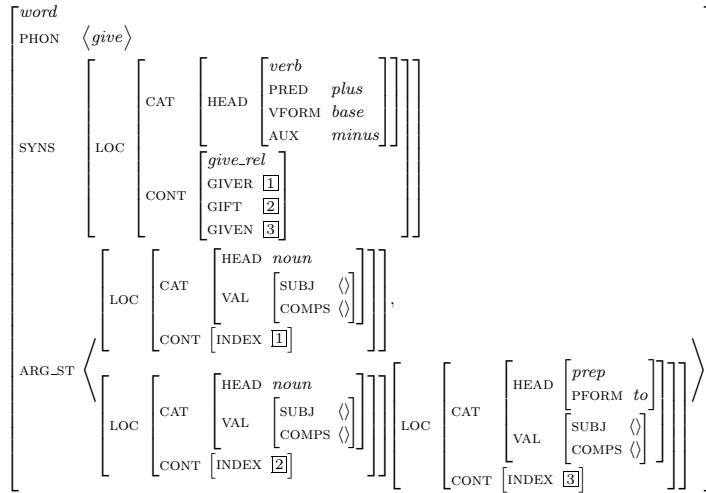 word
PHON ⟨give⟩
verb
PRED plus
CAT HEAD VFORM base
AUX minus
SYNS LOC
give_rel
GIVER 1
CONT GIFT 2
GIVEN 3
HEAD noun
CAT SUBJ ⟨⟩
LOC VAL COMPS ⟨⟩ ,
CONT [INDEX 1]
ARG_ST
HEAD noun
CAT SUBJ ⟨⟩
LOC VAL COMPS ⟨⟩
CONT [INDEX 2]
prep
HEAD PFORM to
CAT SUBJ ⟨⟩
LOC VAL COMPS ⟨⟩
CONT [INDEX 3]